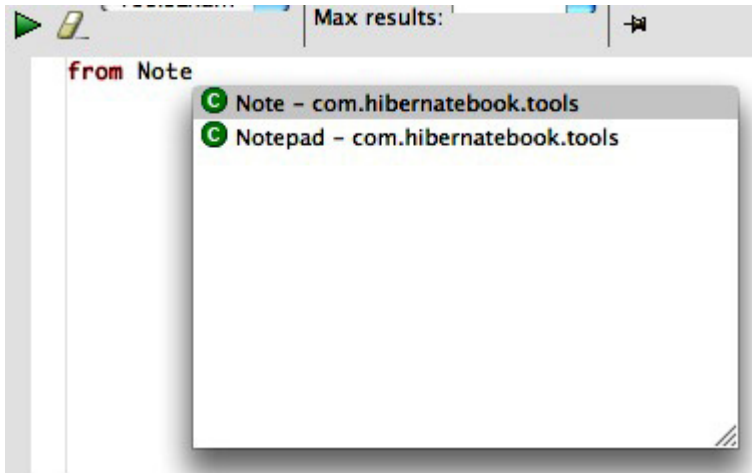 Max results:
from Note
C Note – com.hibernatebook.tools
C Notepad – com.hibernatebook.tools